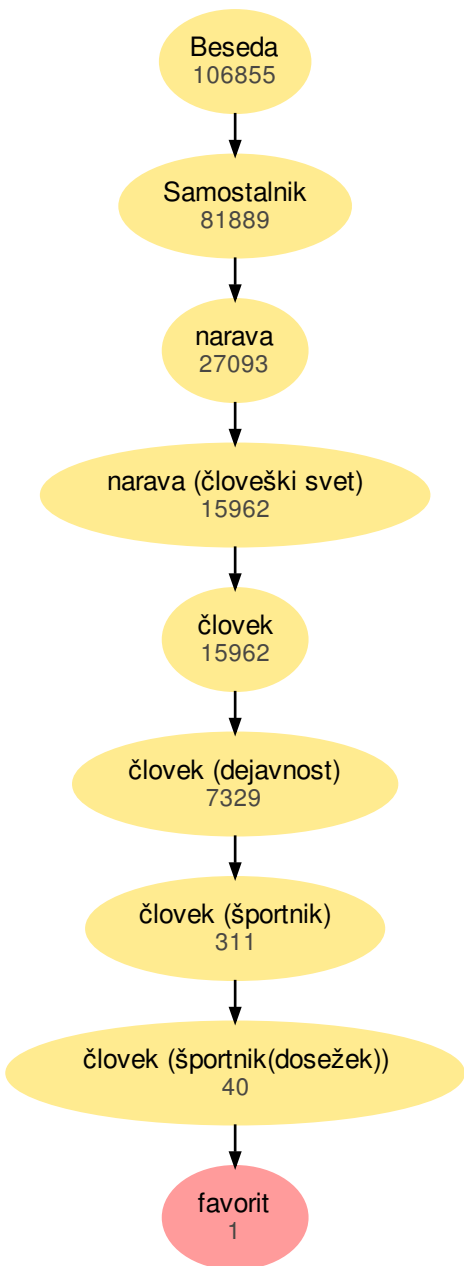 Beseda
106855
Samostalnik
81889
narava
27093
narava (človeški svet)
15962
človek
15962
človek (dejavnost)
7329
človek (športnik)
311
človek (športnik(dosežek))
40
favorit
1